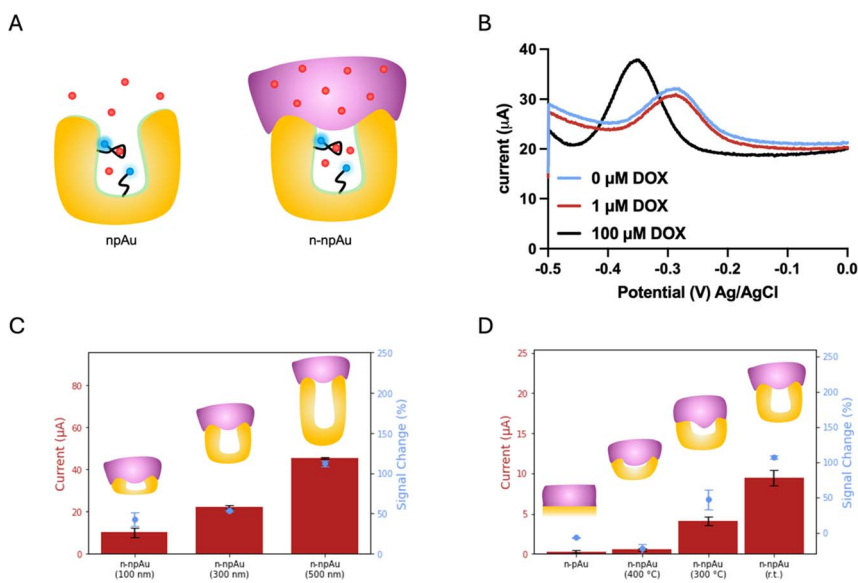 A
npAu
n-npAu
B
40
30
20
10
0
current (µA)
0 µM DOX
1 µM DOX
100 µM DOX
-0.5
-0.4
-0.3
-0.2
-0.1
0.0
Potential (V) Ag/AgCl
C
80
60
40
20
0
Current (µA)
250
200
150
100
50
0
Signal Change (%)
n-npAu
(100 nm)
n-npAu
(300 nm)
n-npAu
(500 nm)
D
25
20
15
10
5
0
Current (µA)
250
200
150
100
50
0
Signal Change (%)
n-pAu
n-npAu
(400 °C)
n-npAu
(300 °C)
n-npAu
(r.t.)